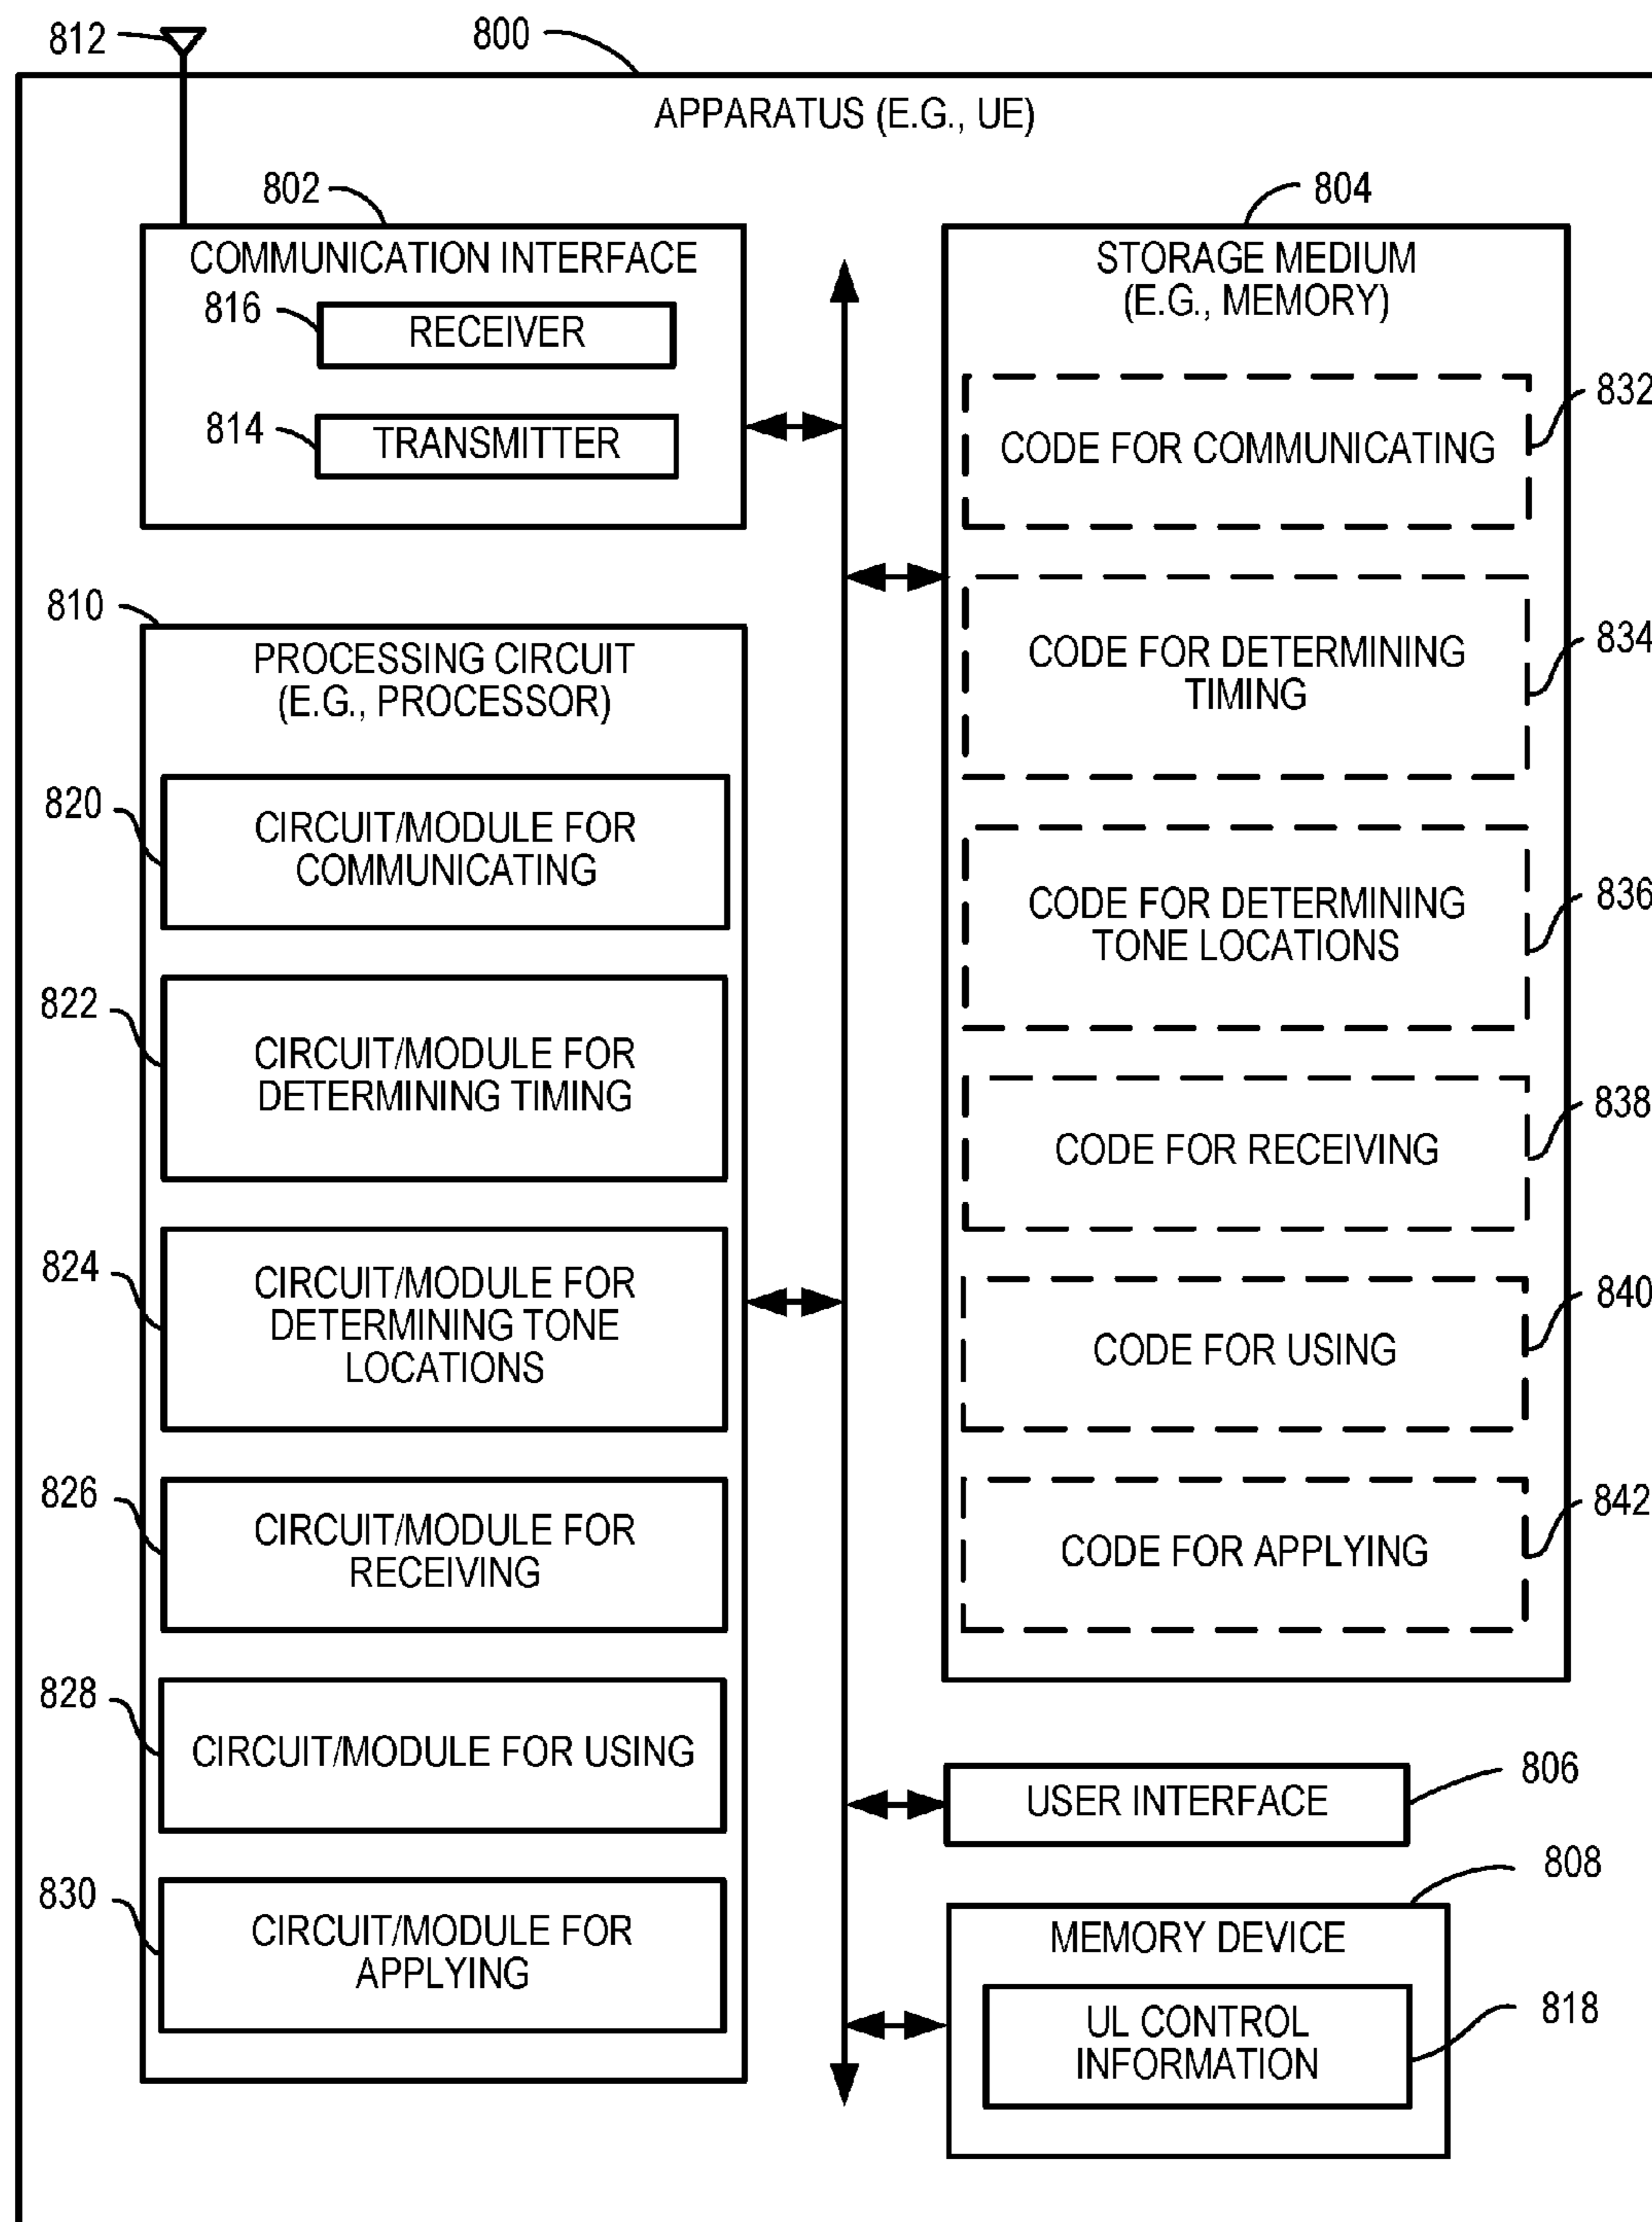 812
800
APPARATUS (E.G., UE)
802
COMMUNICATION INTERFACE
816
RECEIVER
814
TRANSMITTER
810
PROCESSING CIRCUIT
(E.G., PROCESSOR)
820
CIRCUIT/MODULE FOR
COMMUNICATING
822
CIRCUIT/MODULE FOR
DETERMINING TIMING
824
CIRCUIT/MODULE FOR
DETERMINING TONE
LOCATIONS
826
CIRCUIT/MODULE FOR
RECEIVING
828
CIRCUIT/MODULE FOR USING
830
CIRCUIT/MODULE FOR
APPLYING
804
STORAGE MEDIUM
(E.G., MEMORY)
832
CODE FOR COMMUNICATING
834
CODE FOR DETERMINING
TIMING
836
CODE FOR DETERMINING
TONE LOCATIONS
838
CODE FOR RECEIVING
840
CODE FOR USING
842
CODE FOR APPLYING
806
USER INTERFACE
808
MEMORY DEVICE
818
UL CONTROL
INFORMATION